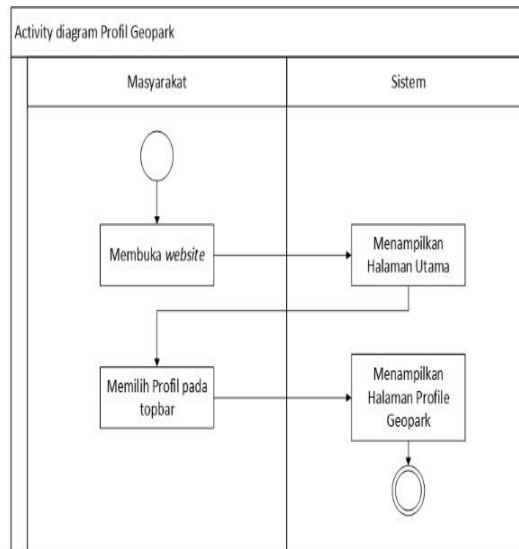 Activity diagram Profil Geopark
Masyarakat
Sistem
Membuka website
Menampilkan
Halaman Utama
Memilih Profil pada
topbar
Menampilkan
Halaman Profile
Geopark